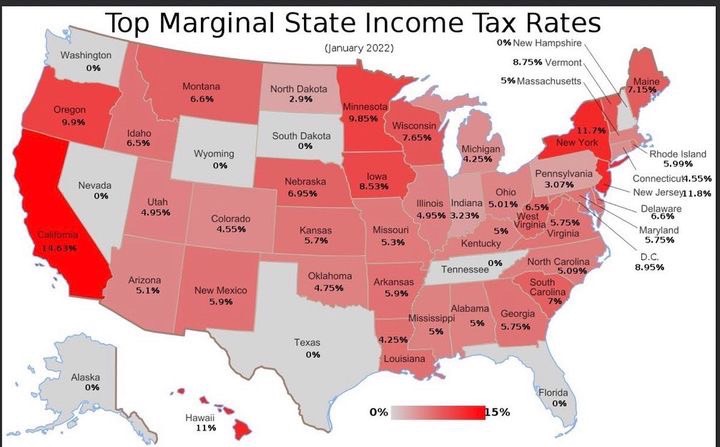 Top Marginal State Income Tax Rates
(January 2022)
Washington
0%
Oregon
9.9%
California
14.63%
Nevada
0%
Idaho
6.5%
Montana
6.6%
Wyoming
0%
Utah
4.95%
Colorado
4.55%
Arizona
5.1%
New Mexico
5.9%
North Dakota
2.9%
South Dakota
0%
Nebraska
6.95%
Kansas
5.7%
Oklahoma
4.75%
Texas
0%
Minnesota
9.85%
Iowa
8.53%
Missouri
5.3%
Arkansas
5.9%
4.25%
Louisiana
Wisconsin
7.65%
Illinois
4.95%
Michigan
4.25%
Indiana
3.23%
Ohio
5.01%
5%
Kentucky
0%
Tennessee
Mississippi
5%
Alabama
5%
Georgia
5.75%
Florida
0%
South
Carolina
7%
North Carolina
5.09%
6.5%
West
Virginia
5.75%
Virginia
Pennsylvania
3.07%
11.7%
New York
Maine
7.15%
0% New Hampshire
8.75% Vermont
5% Massachusetts
Rhode Island
5.99%
Connecticut 4.55%
New Jersey 11.8%
Delaware
6.6%
Maryland
5.75%
D.C.
8.95%
Alaska
0%
Hawaii
11%
0%
15%